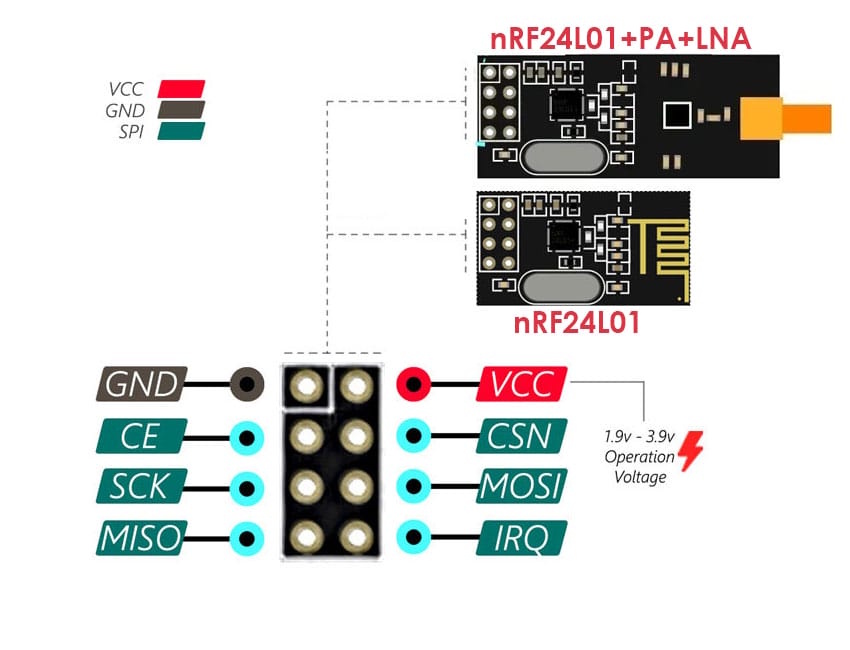 nRF24L01+PA+LNA
VCC
GND
SPI
nRF24L01
GND
VCC
CE
CSN
1.9v - 3.9v
Operation
Voltage
SCK
MOSI
MISO
IRQ